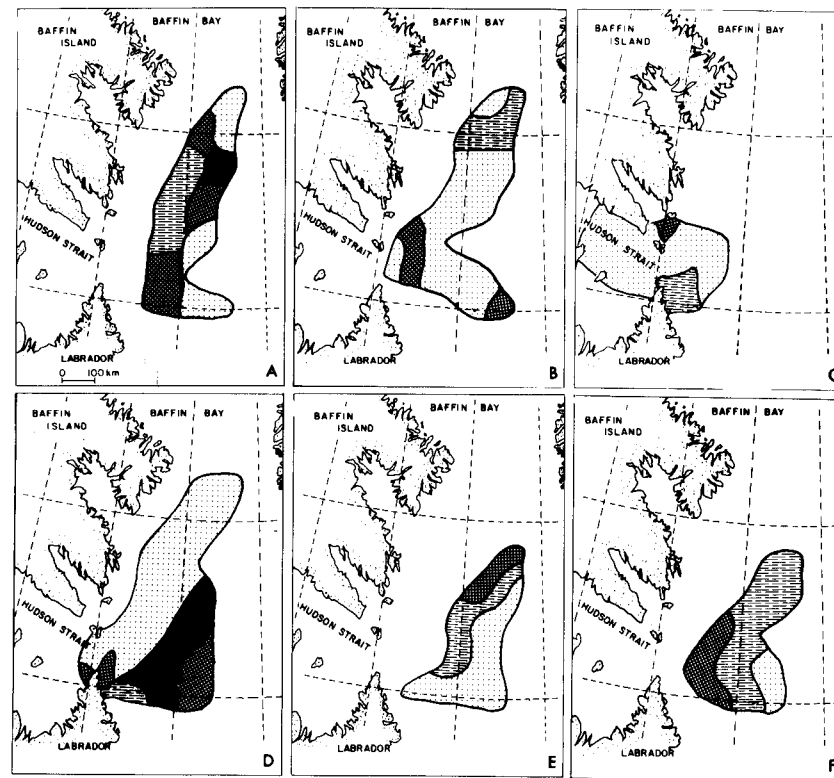 BAFFIN ISLAND
BAFFIN BAY
HUDSON STRAIT
LABRADOR
0 100 km
A
BAFFIN ISLAND
BAFFIN BAY
HUDSON STRAIT
LABRADOR
B
BAFFIN ISLAND
BAFFIN BAY
HUDSON STRAIT
LABRADOR
C
BAFFIN ISLAND
BAFFIN BAY
HUDSON STRAIT
LABRADOR
D
BAFFIN ISLAND
BAFFIN BAY
HUDSON STRAIT
LABRADOR
E
BAFFIN ISLAND
BAFFIN BAY
HUDSON STRAIT
LABRADOR
F